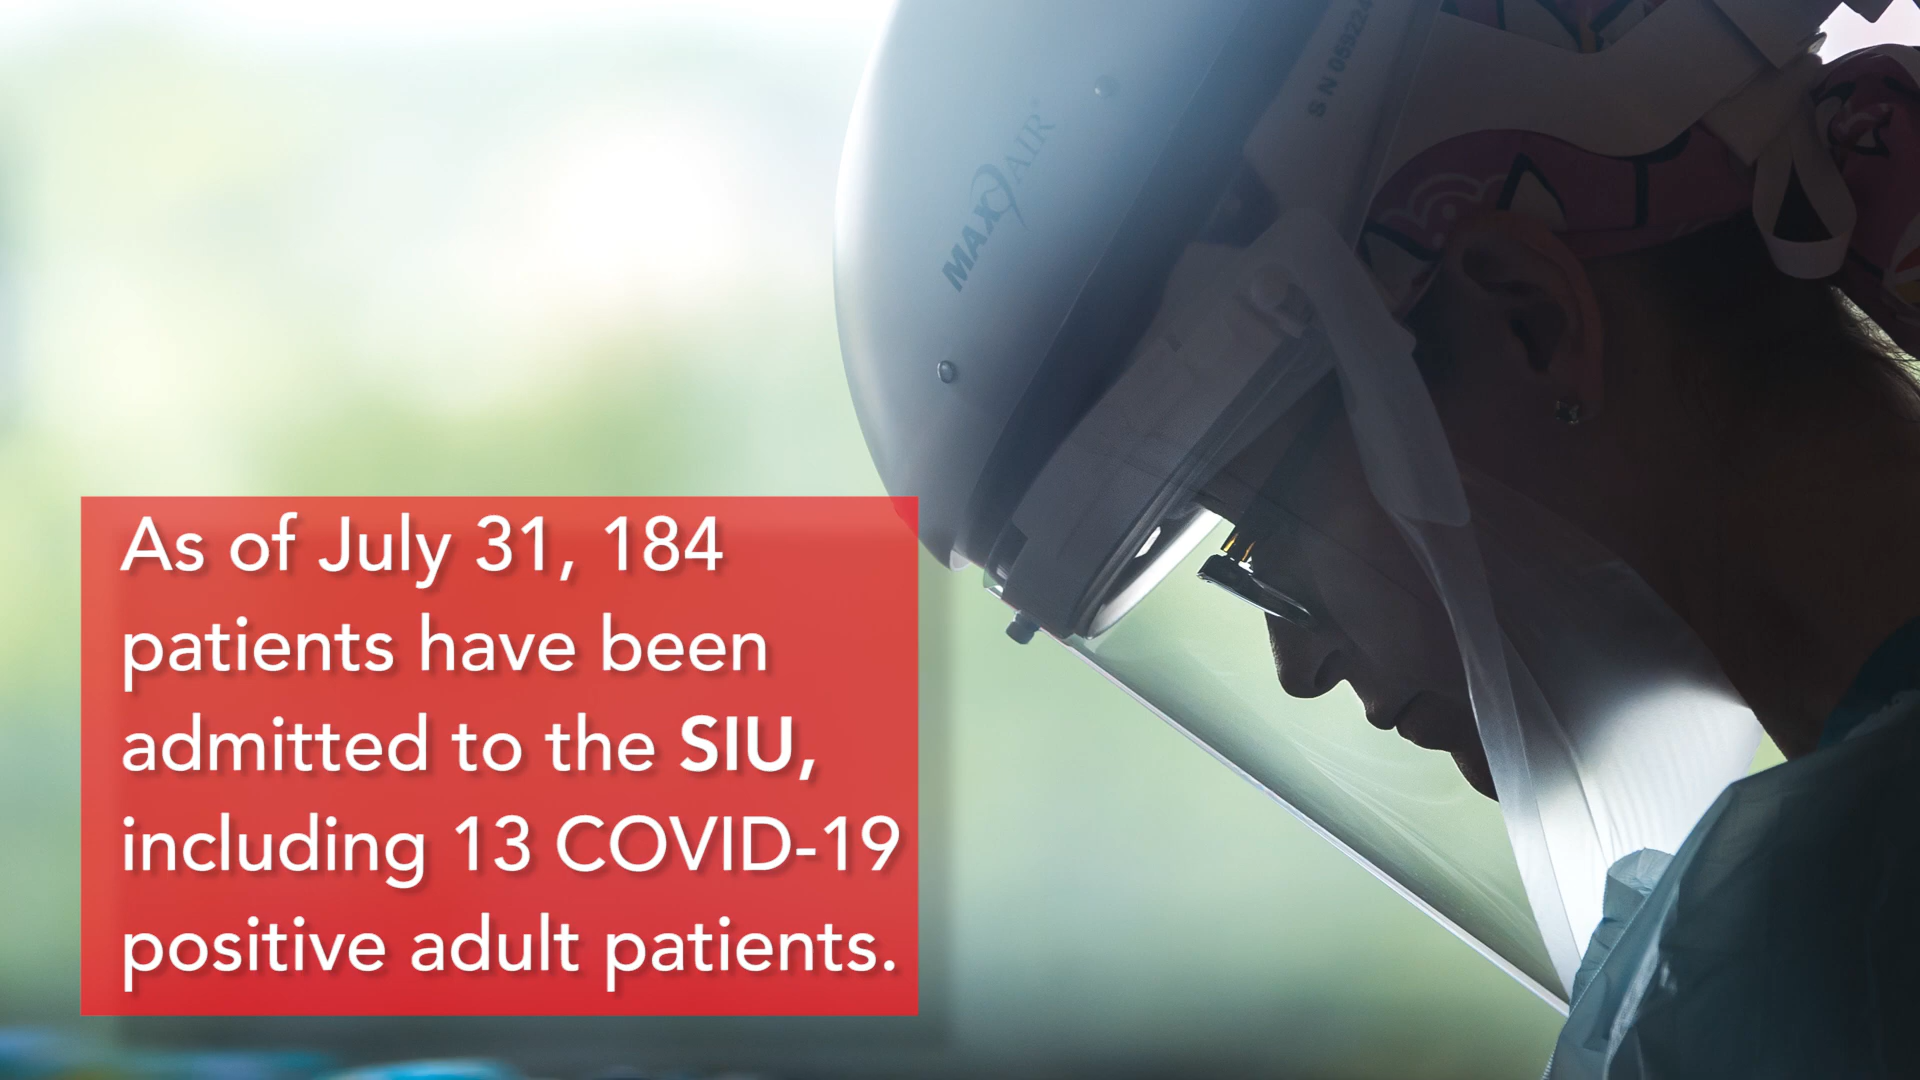 MAXAIR®
S N 069224
As of July 31, 184
patients have been
admitted to the SIU,
including 13 COVID-19
positive adult patients.